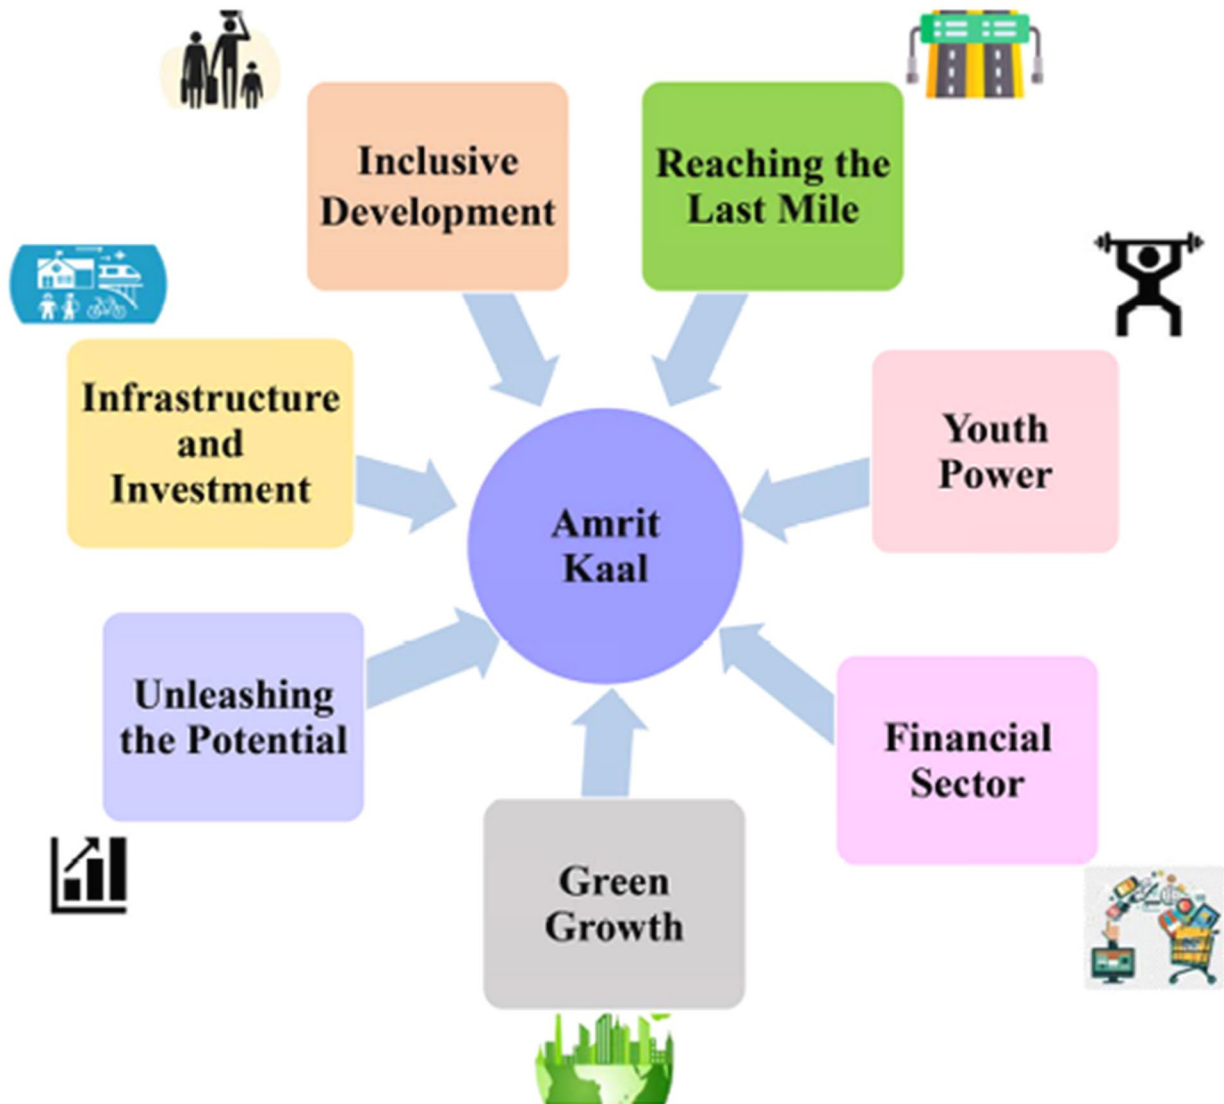 Inclusive
Development
Reaching the
Last Mile
Infrastructure
and
Investment
Youth
Power
Amrit
Kaal
Unleashing
the Potential
Financial
Sector
Green
Growth